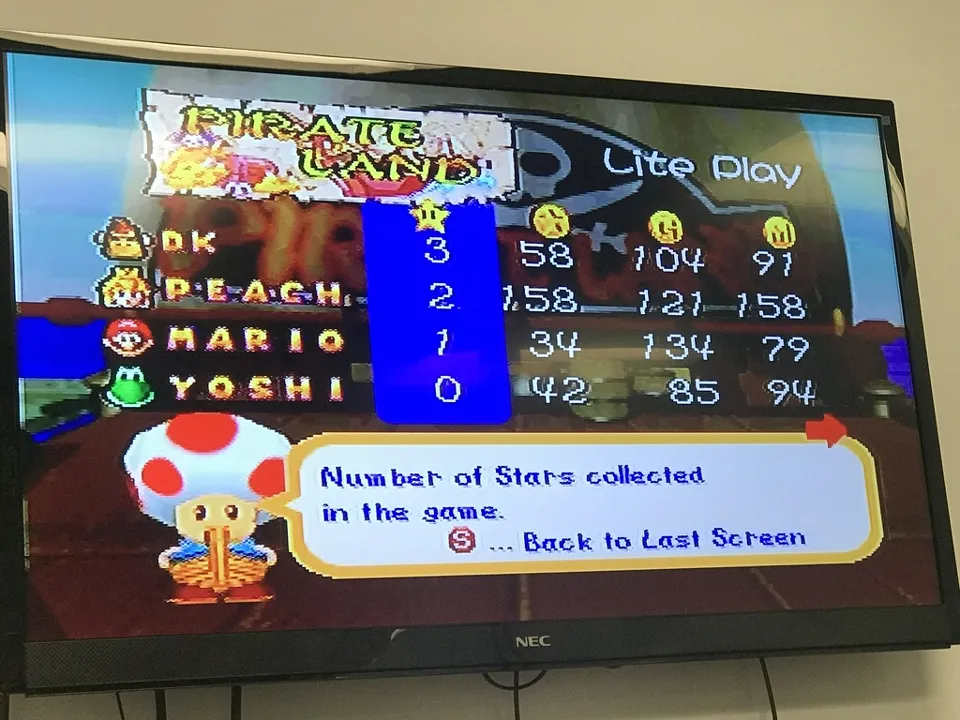 PIRATE
LAND
Lite Play
DK 3 58 104 91
PEACH 2 158 121 158
MARIO 1 34 134 79
YOSHI 0 42 85 94
Number of Stars collected
in the game.
S ... Back to Last Screen
NEC